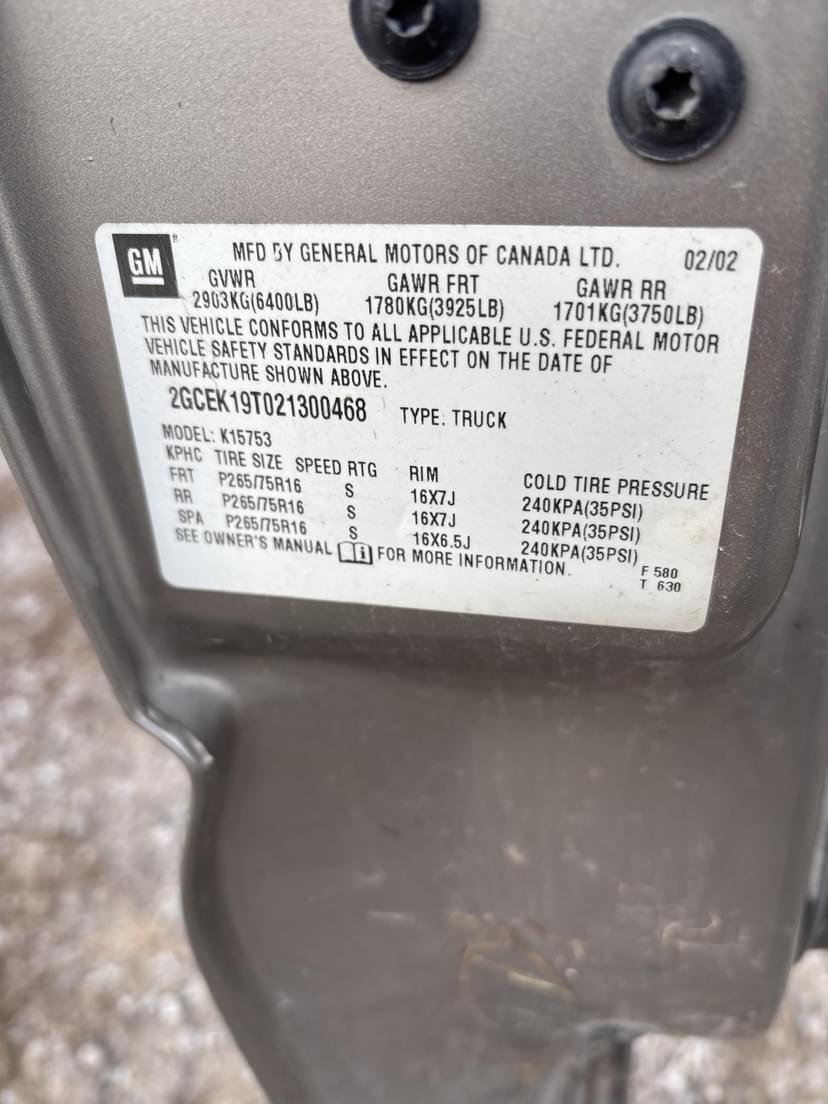 GM
MFD BY GENERAL MOTORS OF CANADA LTD. 02/02
GVWR GAWR FRT GAWR RR
2903KG(6400LB) 1780KG(3925LB) 1701KG(3750LB)
THIS VEHICLE CONFORMS TO ALL APPLICABLE U.S. FEDERAL MOTOR
VEHICLE SAFETY STANDARDS IN EFFECT ON THE DATE OF
MANUFACTURE SHOWN ABOVE.
2GCEK19T021300468 TYPE: TRUCK
MODEL: K15753
KPHC TIRE SIZE SPEED RTG RIM COLD TIRE PRESSURE
FRT P265/75R16 S 16X7J 240KPA(35PSI)
RR P265/75R16 S 16X7J 240KPA(35PSI)
SPA P265/75R16 S 16X6.5J 240KPA(35PSI)
SEE OWNER'S MANUAL i FOR MORE INFORMATION. F 580
T 630